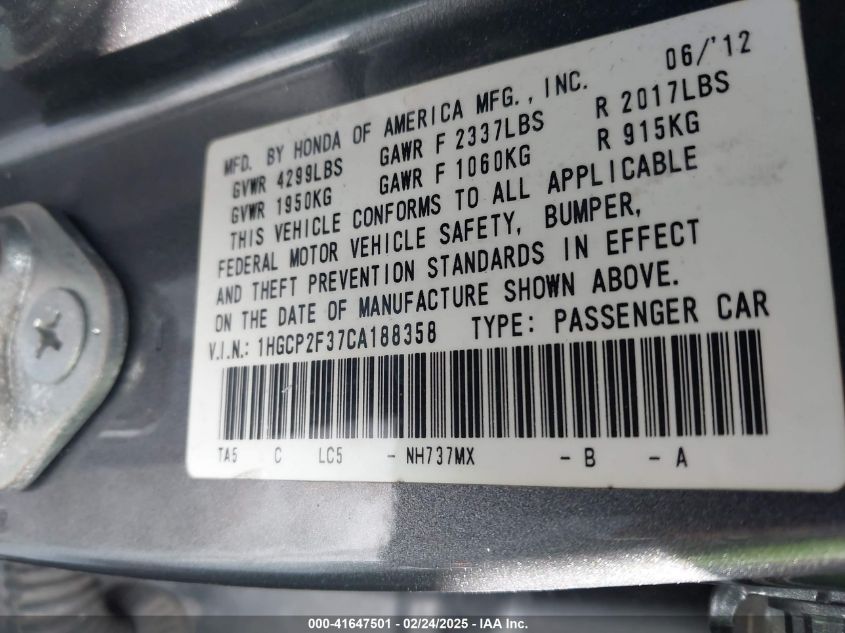 06/'12
MFD. BY HONDA OF AMERICA MFG., INC.
GVWR 4299LBS GAWR F 2337LBS R 2017LBS
GVWR 1950KG GAWR F 1060KG R 915KG
THIS VEHICLE CONFORMS TO ALL APPLICABLE
FEDERAL MOTOR VEHICLE SAFETY, BUMPER,
AND THEFT PREVENTION STANDARDS IN EFFECT
ON THE DATE OF MANUFACTURE SHOWN ABOVE.
V.I.N.: 1HGCP2F37CA188358 TYPE: PASSENGER CAR
TA5 C LC5 - NH737MX - B - A
000-41647501 - 02/24/2025 - IAA Inc.